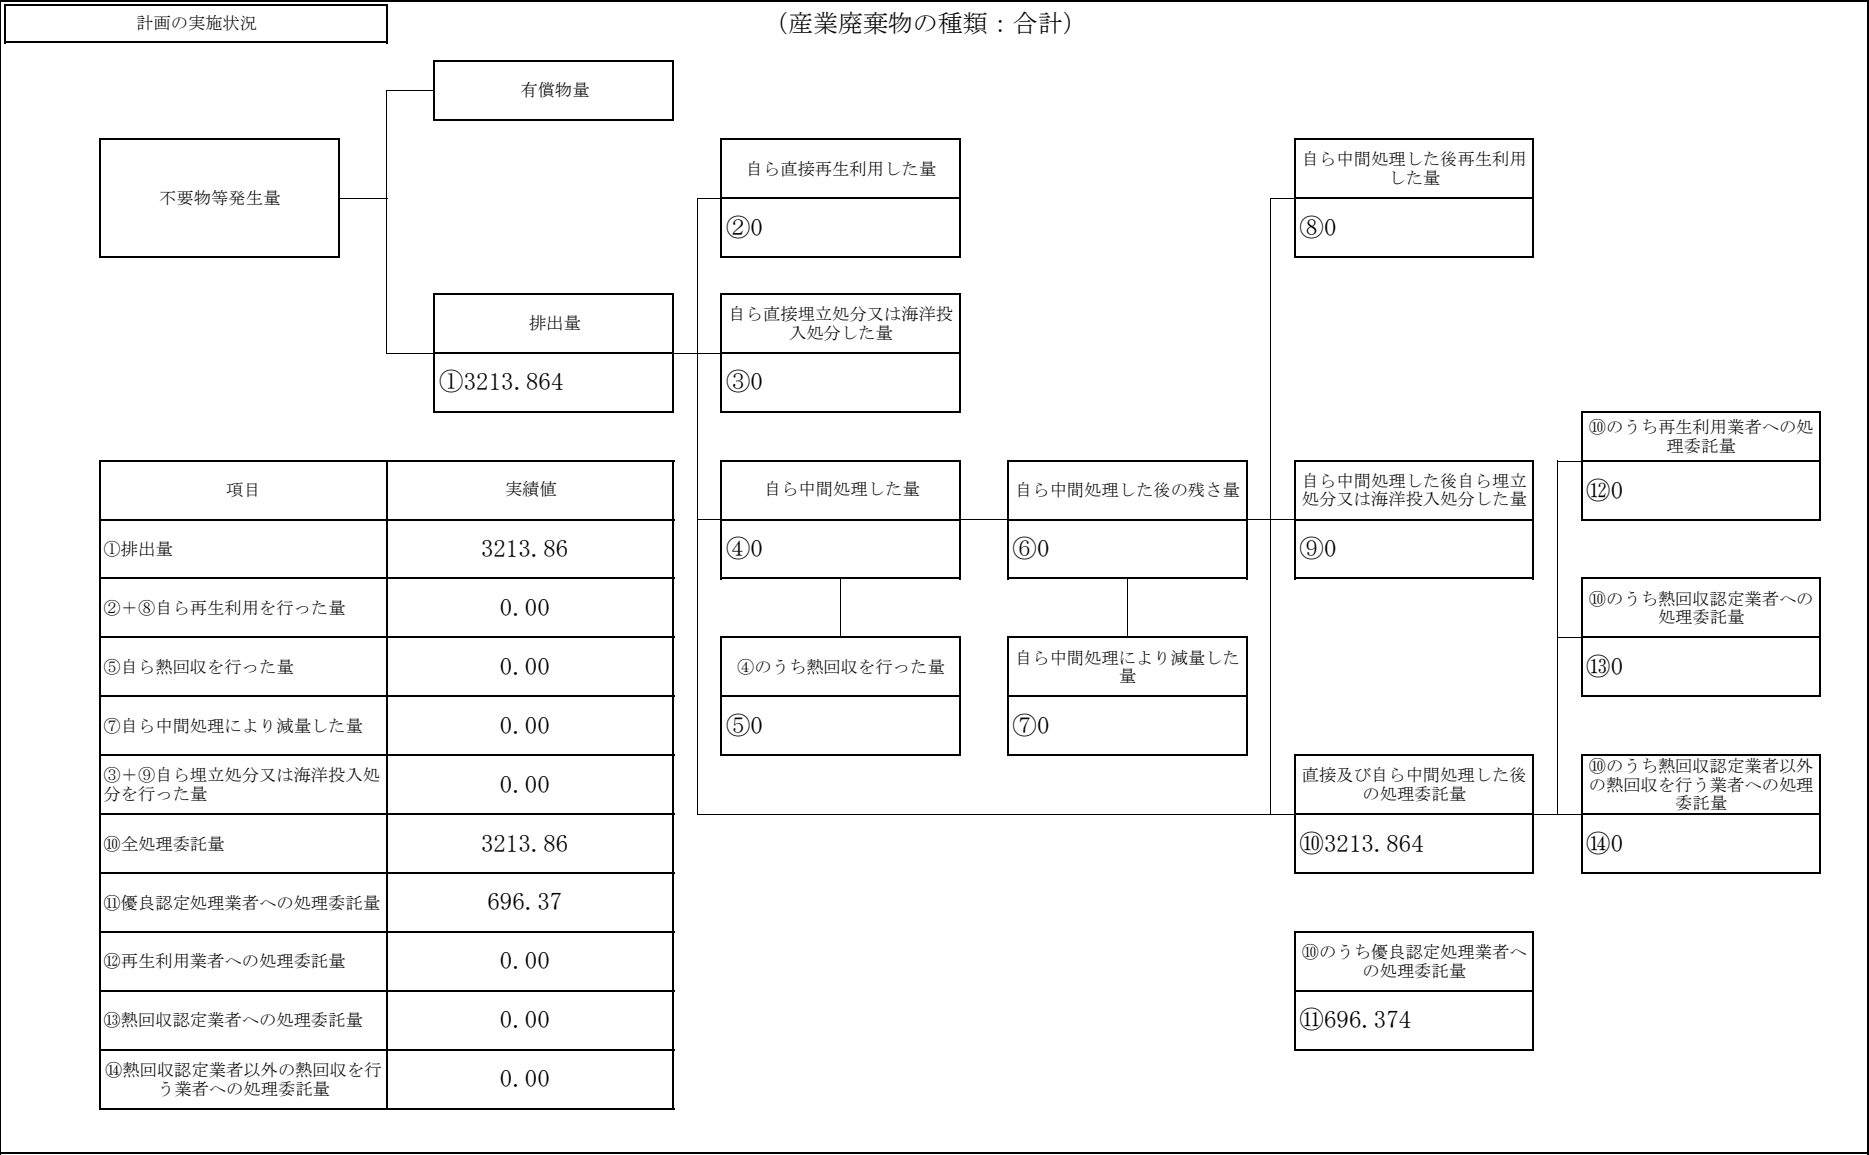 計画の実施状況
（産業廃棄物の種類：合計）
有償物量
不要物等発生量
自ら直接再生利用した量
②0
自ら中間処理した後再生利用
した量
⑧0
排出量
①3213.864
自ら直接埋立処分又は海洋投
入処分した量
③0
⑩のうち再生利用業者への処
理委託量
⑫0
自ら中間処理した量
④0
自ら中間処理した後の残さ量
⑥0
自ら中間処理した後自ら埋立
処分又は海洋投入処分した量
⑨0
⑩のうち熱回収認定業者への
処理委託量
⑬0
④のうち熱回収を行った量
⑤0
自ら中間処理により減量した
量
⑦0
直接及び自ら中間処理した後
の処理委託量
⑩3213.864
⑩のうち熱回収認定業者以外
の熱回収を行う業者への処理
委託量
⑭0
⑩のうち優良認定処理業者へ
の処理委託量
⑪696.374
項目 実績値
①排出量 3213.86
②＋⑧自ら再生利用を行った量 0.00
⑤自ら熱回収を行った量 0.00
⑦自ら中間処理により減量した量 0.00
③＋⑨自ら埋立処分又は海洋投入処
分を行った量 0.00
⑩全処理委託量 3213.86
⑪優良認定処理業者への処理委託量 696.37
⑫再生利用業者への処理委託量 0.00
⑬熱回収認定業者への処理委託量 0.00
⑭熱回収認定業者以外の熱回収を行
う業者への処理委託量 0.00